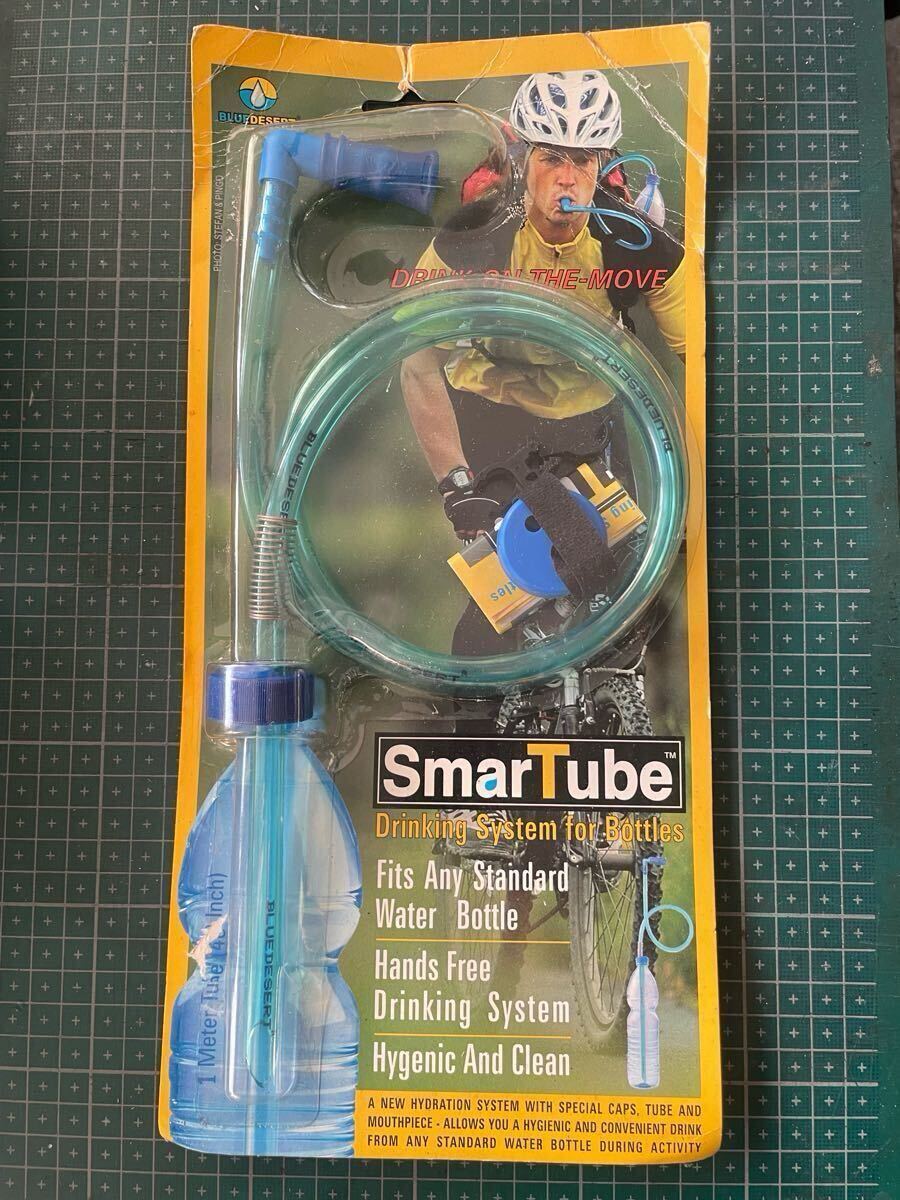 BLUEDESERT
PHOTO: STEFAN & PINGO
DRINK ON-THE-MOVE
BLUEDESERT
BLUEDESERT
SmarTube™
Drinking System for Bottles
Fits Any Standard
Water Bottle
Hands Free
Drinking System
Hygenic And Clean
1 Meter Tube Inch)
BLUEDESERT
A NEW HYDRATION SYSTEM WITH SPECIAL CAPS, TUBE AND
MOUTHPIECE - ALLOWS YOU A HYGIENIC AND CONVENIENT DRINK
FROM ANY STANDARD WATER BOTTLE DURING ACTIVITY